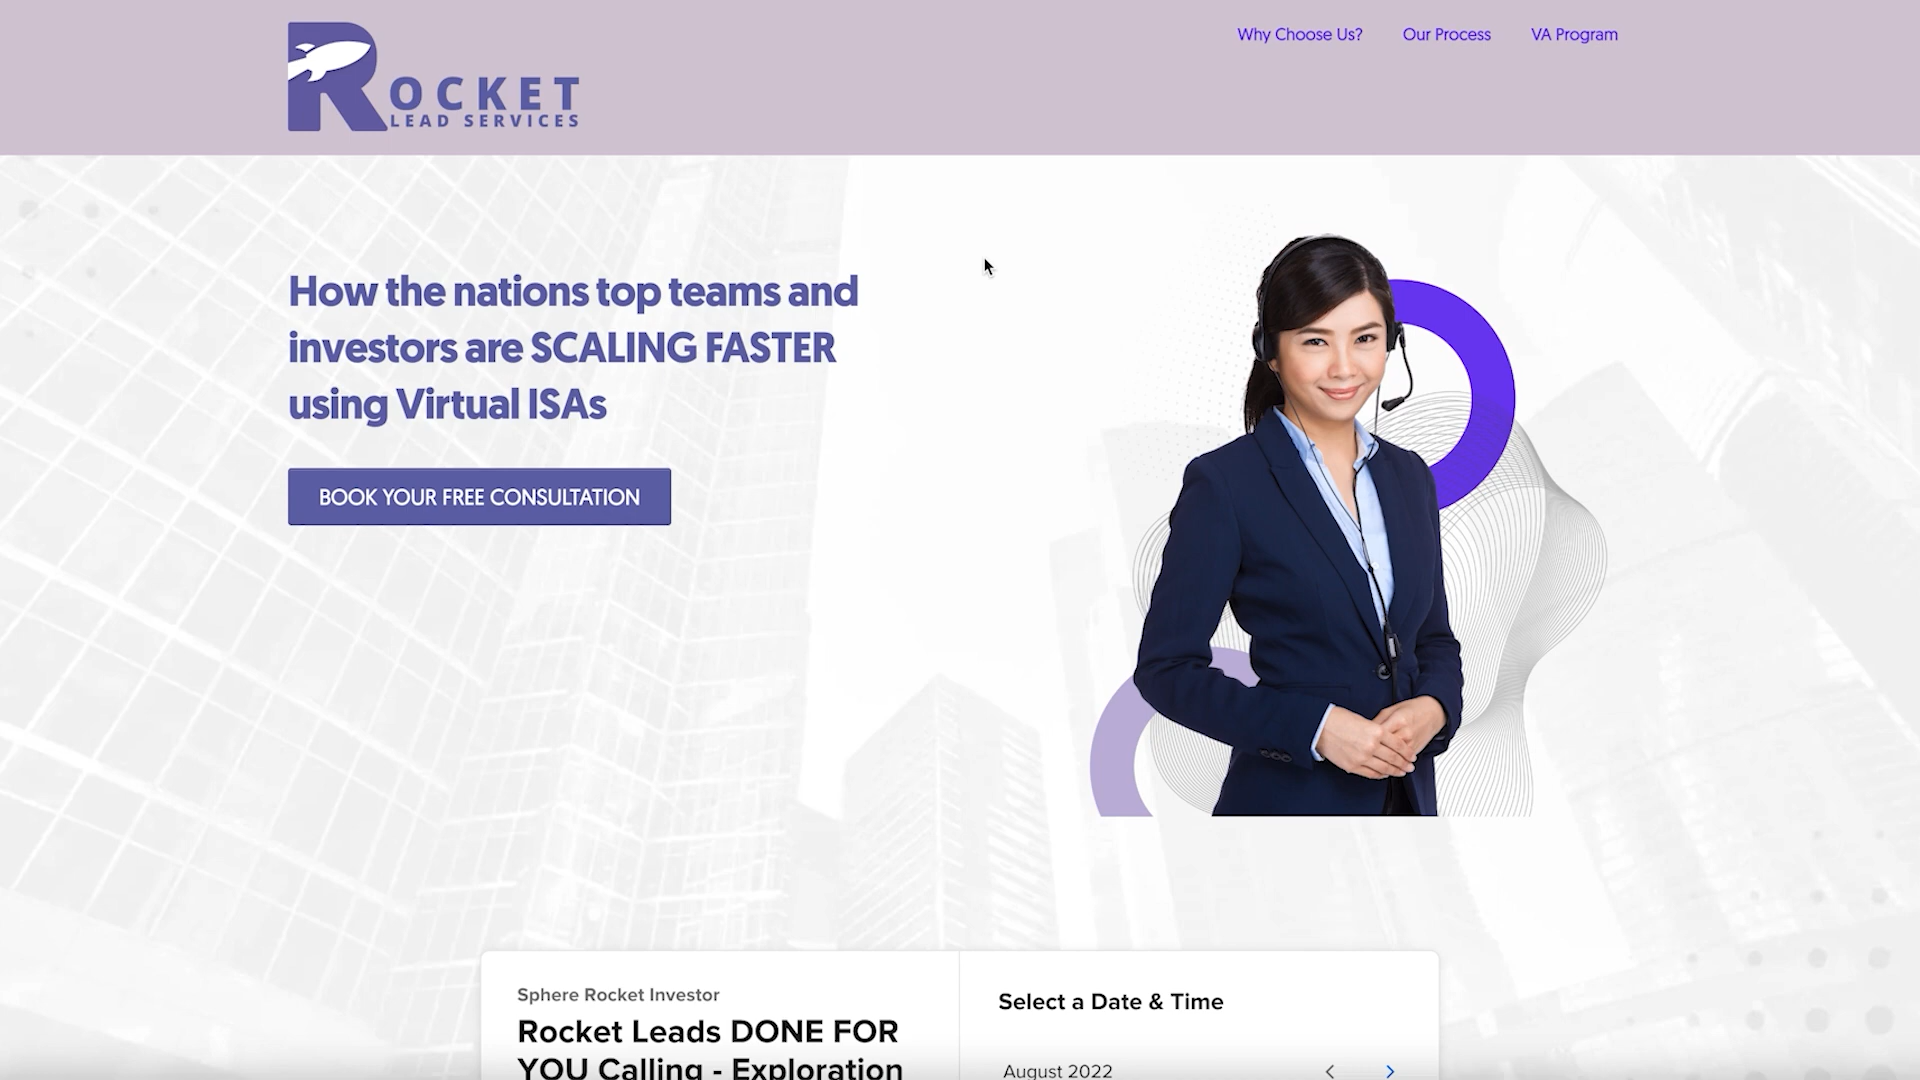 ROCKET
LEAD SERVICES
Why Choose Us?
Our Process
VA Program
How the nations top teams and
investors are SCALING FASTER
using Virtual ISAs
BOOK YOUR FREE CONSULTATION
Sphere Rocket Investor
Rocket Leads DONE FOR
YOU Calling - Exploration
Select a Date & Time
August 2022